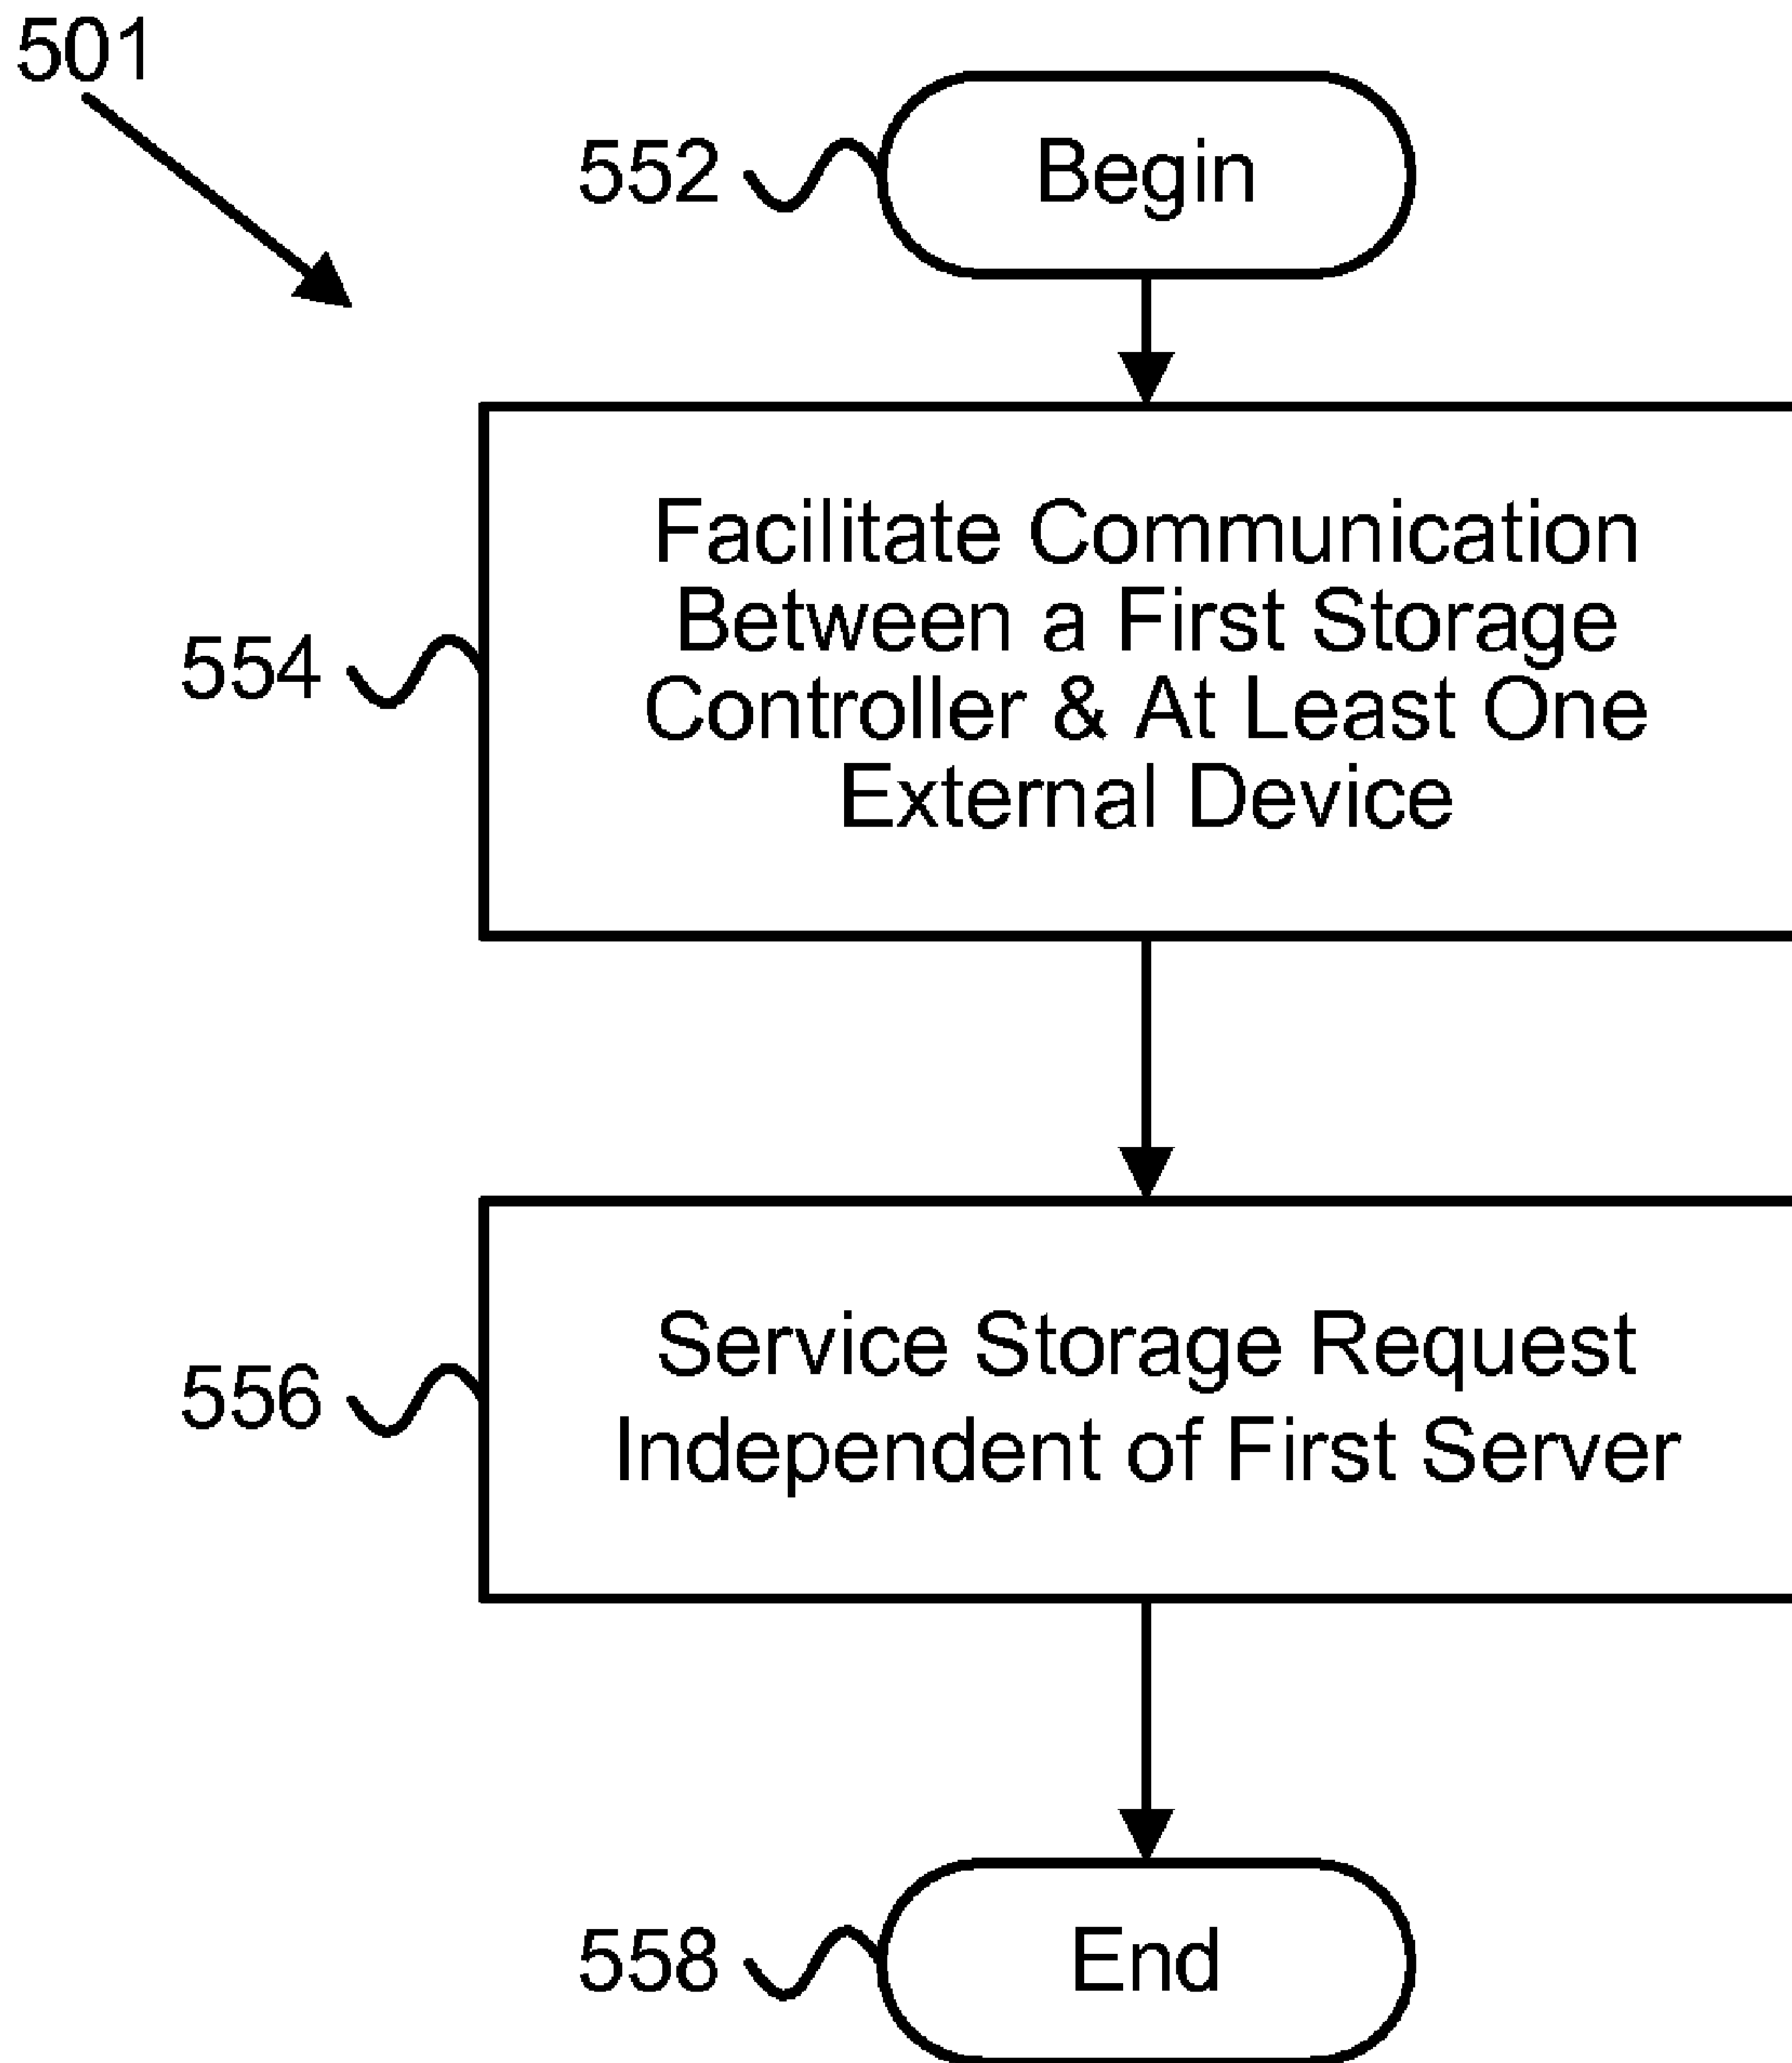 501
552
Begin
Facilitate Communication
Between a First Storage
Controller & At Least One
External Device
554
Service Storage Request
Independent of First Server
556
558
End